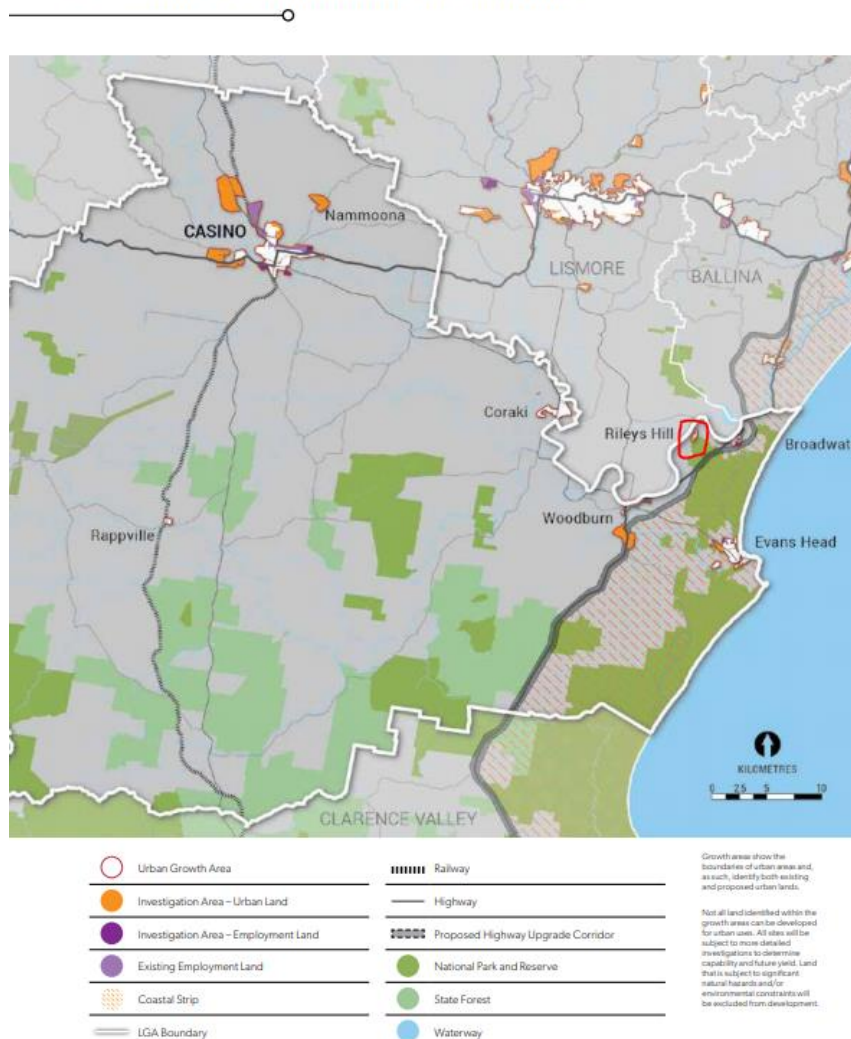 Nammoona
CASINO
LISMORE
BALLINA
Coraki
Rileys Hill
Broadwat
Woodburn
Rappville
Evans Head
KILOMETRES
0 2.5 5 10
CLARENCE VALLEY
Urban Growth Area
Investigation Area – Urban Land
Investigation Area – Employment Land
Existing Employment Land
Coastal Strip
LGA Boundary
Railway
Highway
Proposed Highway Upgrade Corridor
National Park and Reserve
State Forest
Waterway
Growth areas show the
boundaries of urban areas and,
as such, identify both existing
and proposed urban lands.
Not all land identified within the
growth areas can be developed
for urban uses. All sites will be
subject to more detailed
investigations to determine
capability and future yield. Land
that is subject to significant
natural hazards and/or
environmental constraints will
be excluded from development.